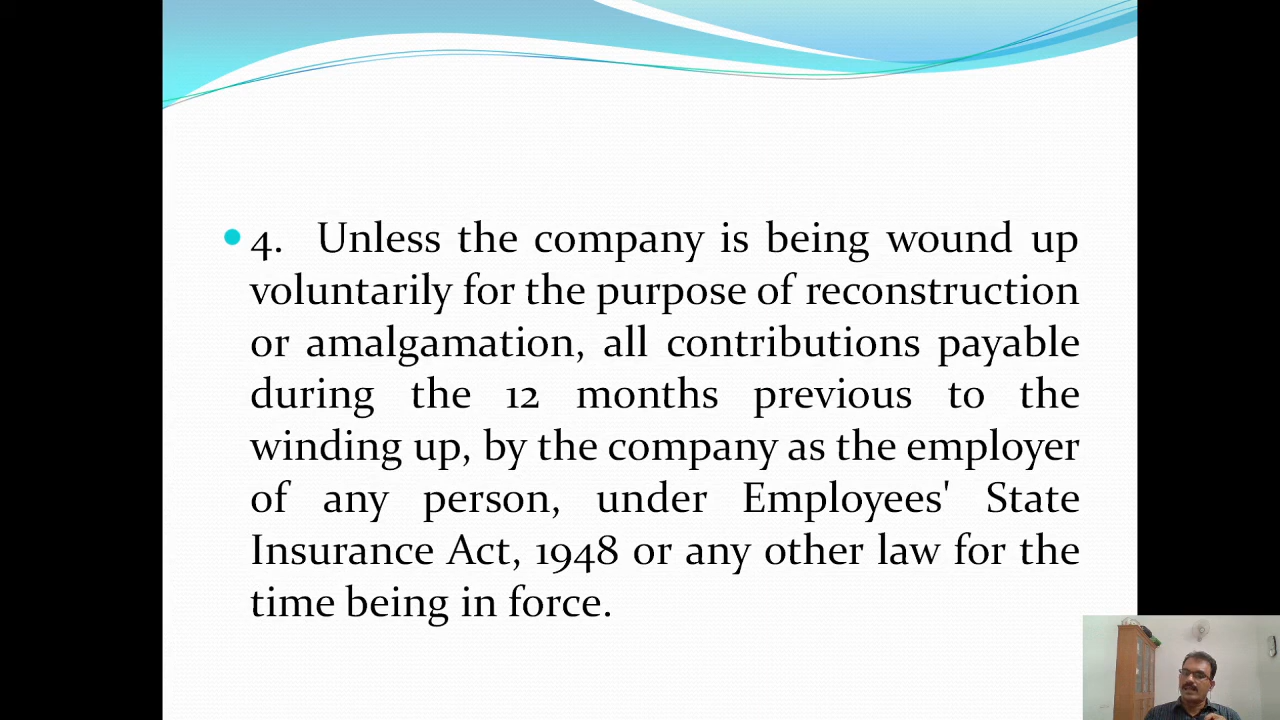 4. Unless the company is being wound up
voluntarily for the purpose of reconstruction
or amalgamation, all contributions payable
during the 12 months previous to the
winding up, by the company as the employer
of any person, under Employees' State
Insurance Act, 1948 or any other law for the
time being in force.